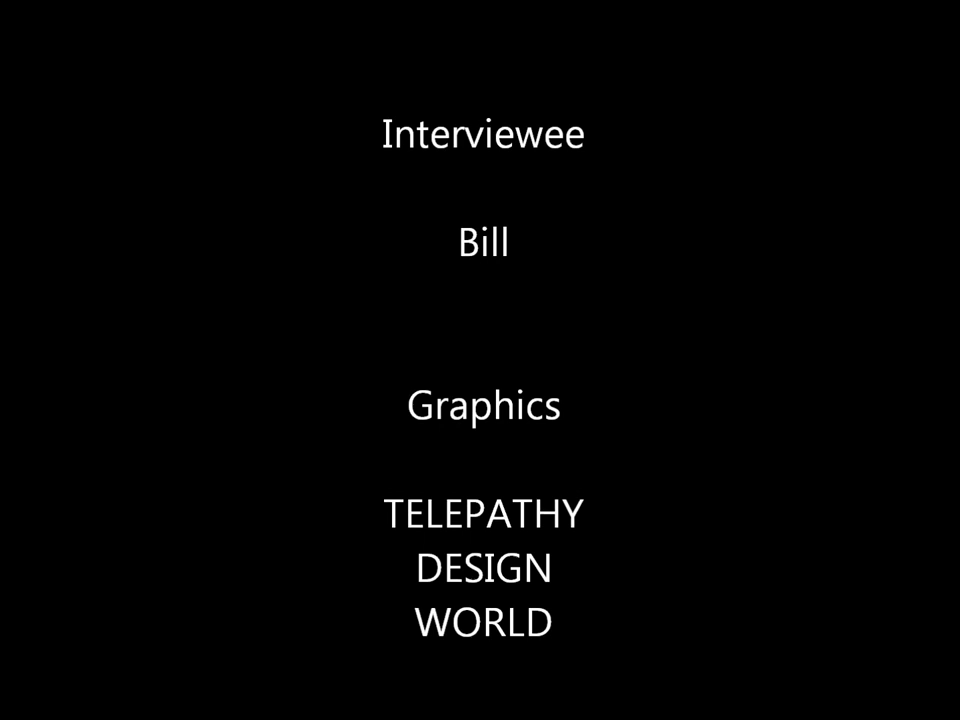 Interviewee
Bill
Graphics
TELEPATHY
DESIGN
WORLD